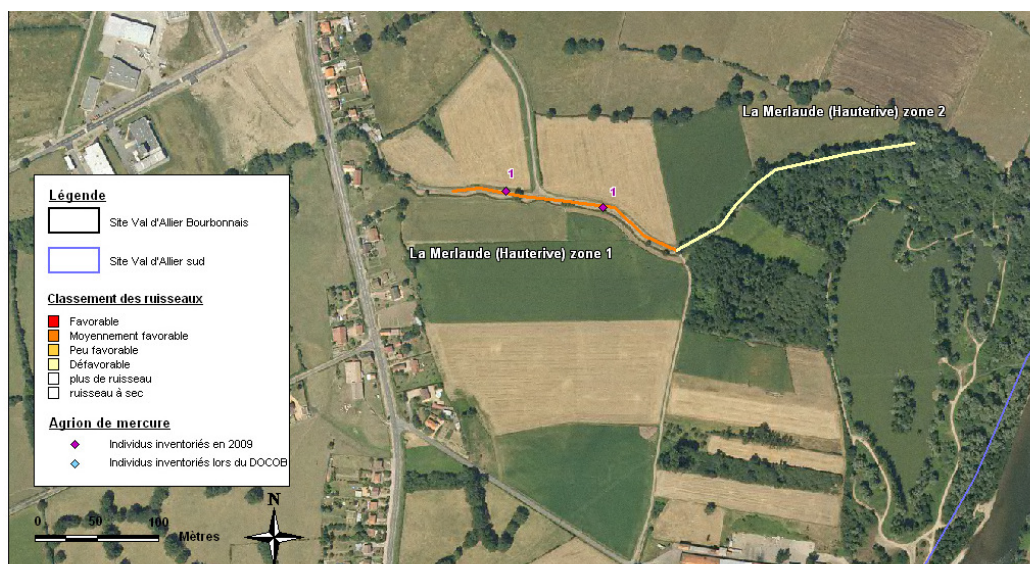 La Merlaude (Hauterive) zone 2
1
1
La Merlaude (Hauterive) zone 1
Légende
Site Val d'Allier Bourbonnais
Site Val d'Allier sud
Classement des ruisseaux
Favorable
Moyennement favorable
Peu favorable
Défavorable
plus de ruisseau
ruisseau à sec
Agrion de mercure
Individus inventoriés en 2009
Individus inventoriés lors du DOCOB
N
0 50 100
Mètres